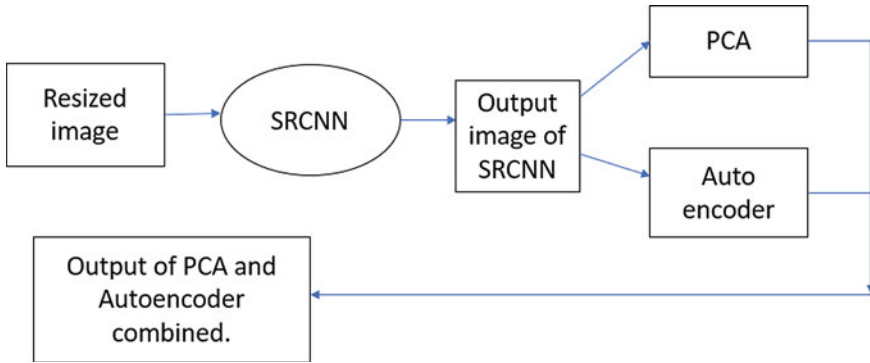 Resized
image
SRCNN
Output
image of
SRCNN
PCA
Auto
encoder
Output of PCA and
Autoencoder
combined.